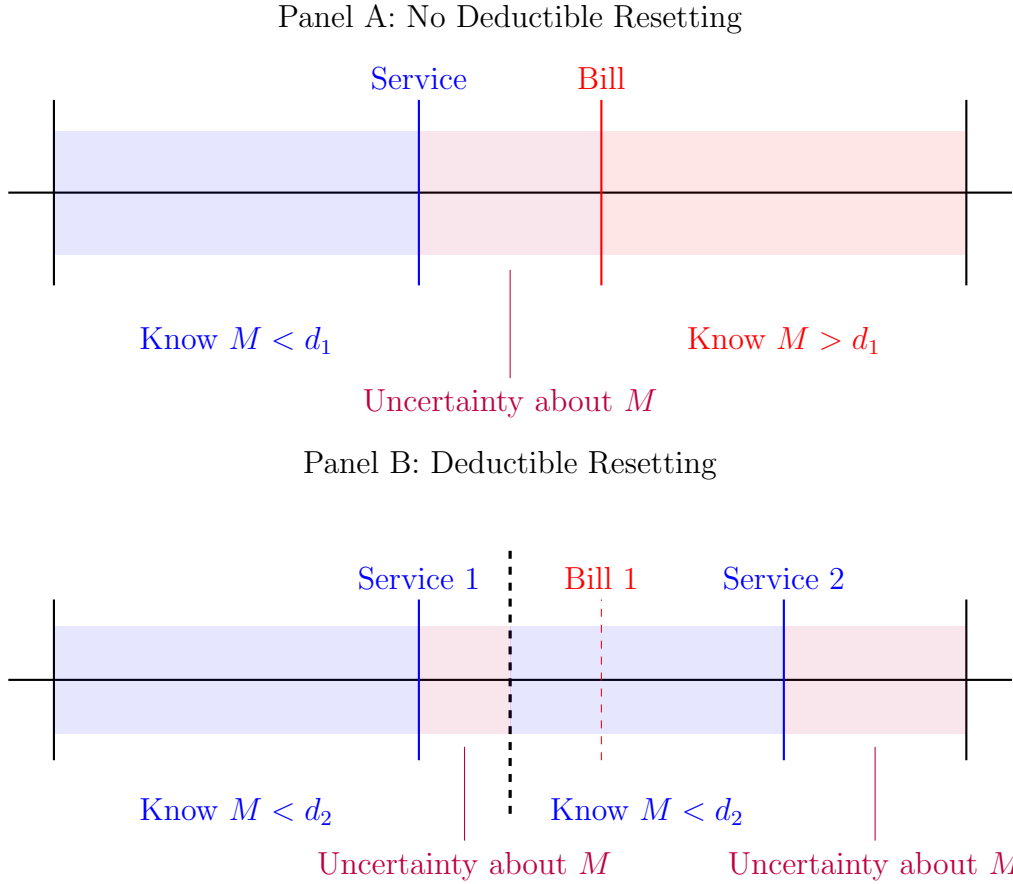 Panel A: No Deductible Resetting
Service
Bill
Know M < d₁
Know M > d₁
Uncertainty about M
Panel B: Deductible Resetting
Service 1
Bill 1
Service 2
Know M < d₂
Know M < d₂
Uncertainty about M
Uncertainty about M